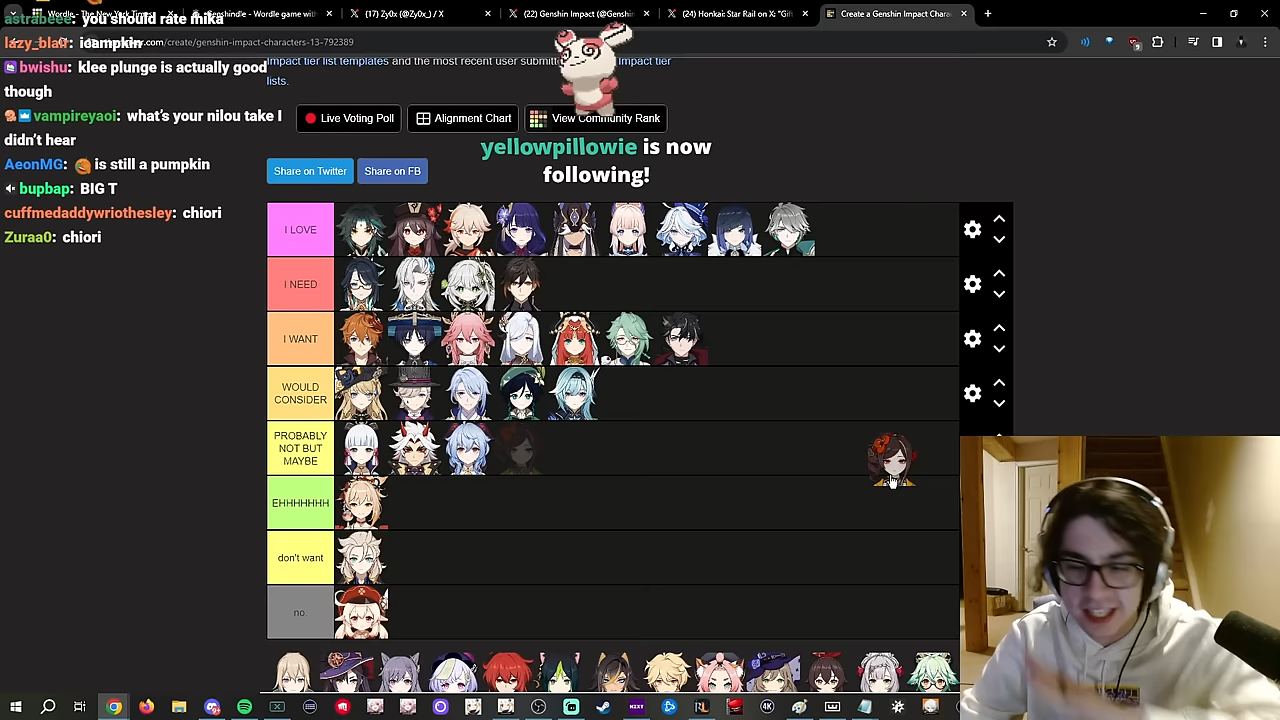 Wordle - The New York Times
Genshindle - Wordle game with
(17) Zy0x (@Zy0x_) / X
(22) Genshin Impact (@Genshin
(24) Honkai: Star Rail on X: "Gift
Create a Genshin Impact Chara
.com/create/genshin-impact-characters-13-792389
astrabeee: you should rate mika
lazy_blair: iampkin
bwishu: klee plunge is actually good
though
vampireyaoi: what's your nilou take I
didn't hear
AeonMG: is still a pumpkin
bupbap: BIG T
cuffmedaddywriothesley: chiori
Zuraa0: chiori
Impact tier list templates and the most recent user submitted Impact tier
lists.
Live Voting Poll
Alignment Chart
View Community Rank
yellowpillowie is now
following!
Share on Twitter
Share on FB
I LOVE
I NEED
I WANT
WOULD
CONSIDER
PROBABLY
NOT BUT
MAYBE
EHHHHHH
don't want
no